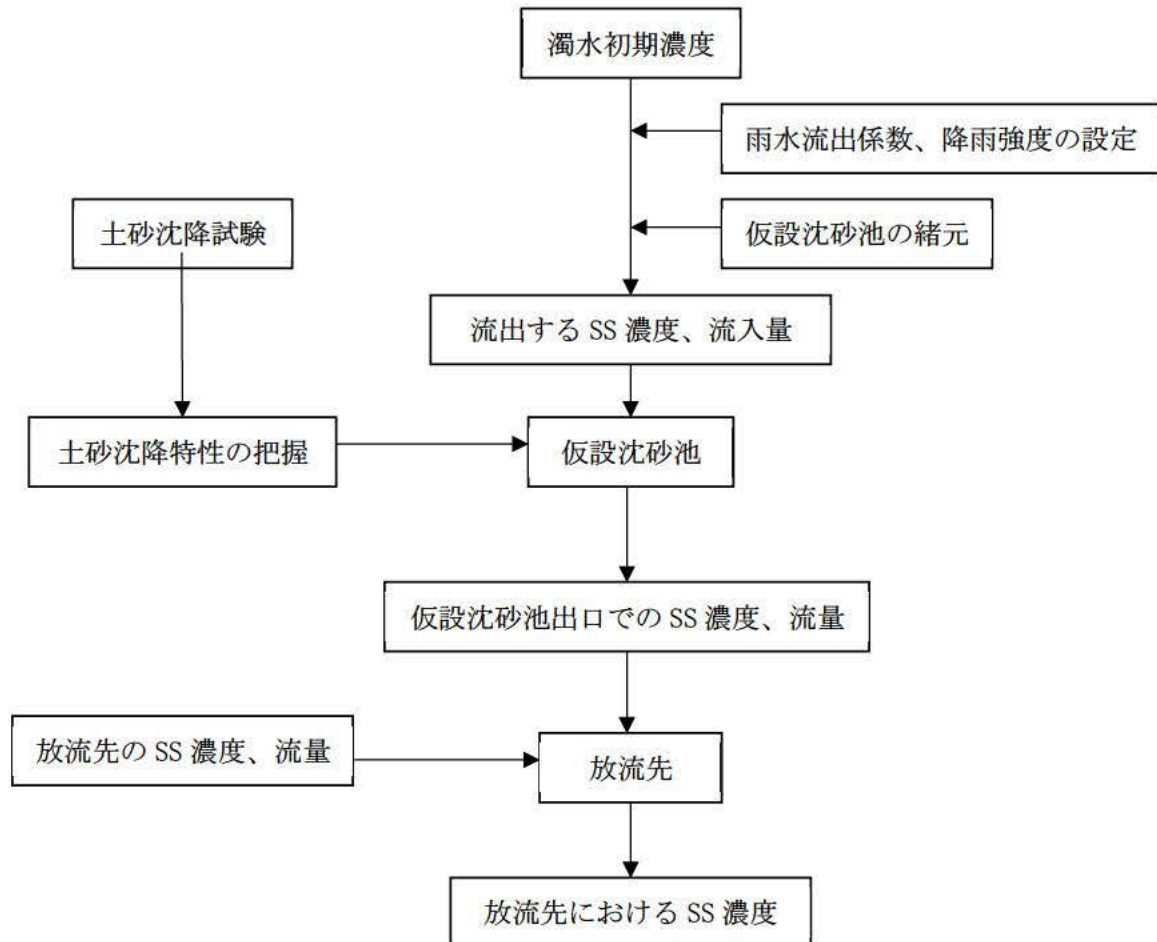 濁水初期濃度
雨水流出係数、降雨強度の設定
土砂沈降試験
仮設沈砂池の緒元
流出する SS 濃度、流入量
土砂沈降特性の把握
仮設沈砂池
仮設沈砂池出口での SS 濃度、流量
放流先の SS 濃度、流量
放流先
放流先における SS 濃度